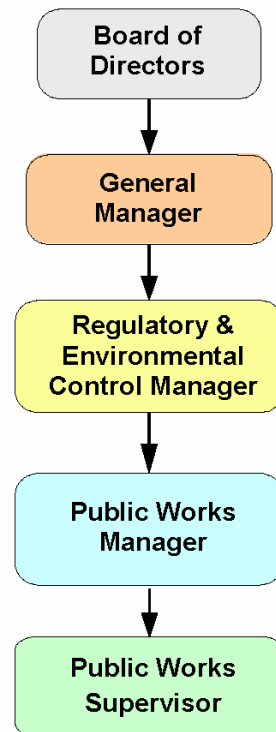 Board of
Directors
General
Manager
Regulatory &
Environmental
Control Manager
Public Works
Manager
Public Works
Supervisor